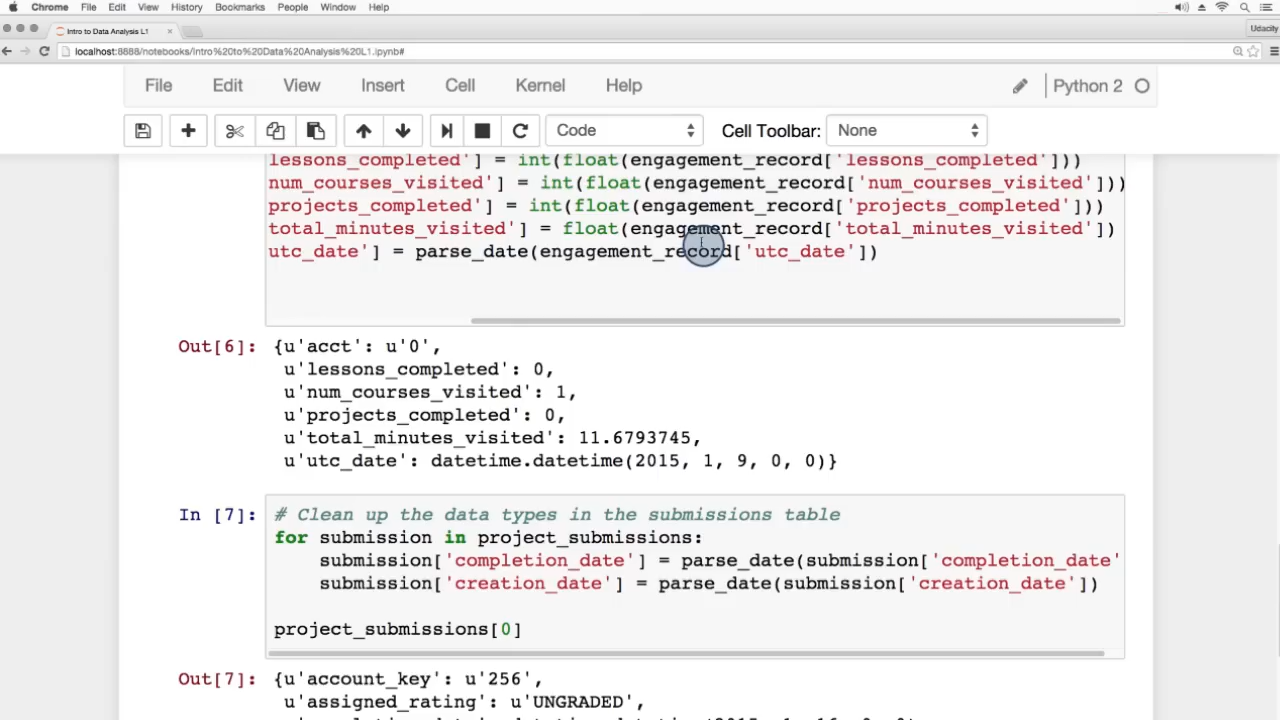 Chrome File Edit View History Bookmarks People Window Help
Intro to Data Analysis L1
Udacity
localhost:8888/notebooks/Intro%20to%20Data%20Analysis%20L1.ipynb#
File Edit View Insert Cell Kernel Help Python 2
Code Cell Toolbar: None
lessons_completed'] = int(float(engagement_record['lessons_completed']))
num_courses_visited'] = int(float(engagement_record['num_courses_visited']))
projects_completed'] = int(float(engagement_record['projects_completed']))
total_minutes_visited'] = float(engagement_record['total_minutes_visited'])
utc_date'] = parse_date(engagement_record['utc_date'])
Out[6]: {u'acct': u'0',
u'lessons_completed': 0,
u'num_courses_visited': 1,
u'projects_completed': 0,
u'total_minutes_visited': 11.6793745,
u'utc_date': datetime.datetime(2015, 1, 9, 0, 0)}
In [7]: # Clean up the data types in the submissions table
for submission in project_submissions:
submission['completion_date'] = parse_date(submission['completion_date'
submission['creation_date'] = parse_date(submission['creation_date'])
project_submissions[0]
Out[7]: {u'account_key': u'256',
u'assigned_rating': u'UNGRADED',